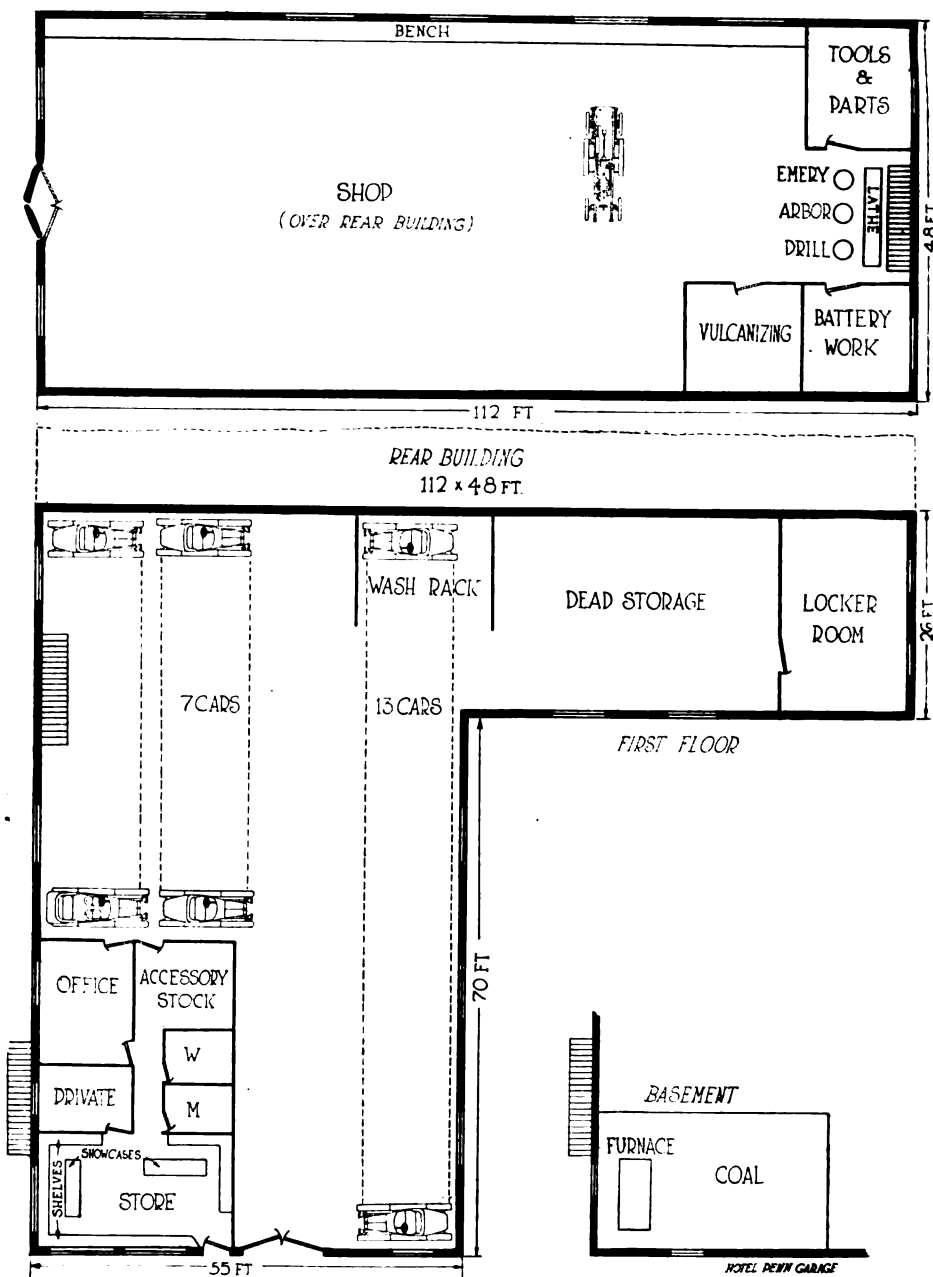 BENCH
TOOLS
&
PARTS
SHOP
(OVER REAR BUILDING)
EMERY
ARBOR
DRILL
LATHE
48 FT
VULCANIZING
BATTERY
WORK
112 FT
REAR BUILDING
112 x 48 FT.
WASH RACK
DEAD STORAGE
LOCKER
ROOM
26 FT
7 CARS
13 CARS
FIRST FLOOR
OFFICE
ACCESSORY
STOCK
W
PRIVATE
M
70 FT
SHOWCASES
SHELVES
STORE
55 FT
BASEMENT
FURNACE
COAL
HOTEL PENN GARAGE